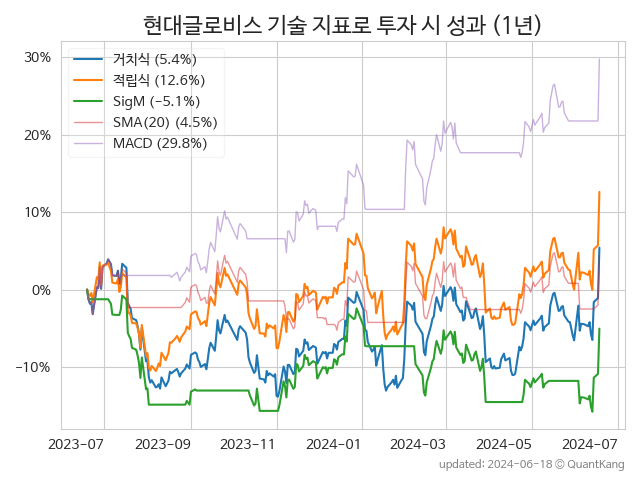 현대글로비스 기술 지표로 투자 시 성과 (1년)
거치식 (5.4%)
적립식 (12.6%)
SigM (−5.1%)
SMA(20) (4.5%)
MACD (29.8%)
30%
20%
10%
0%
−10%
2023-07 2023-09 2023-11 2024-01 2024-03 2024-05 2024-07
updated: 2024-06-18 ⓒ QuantKang